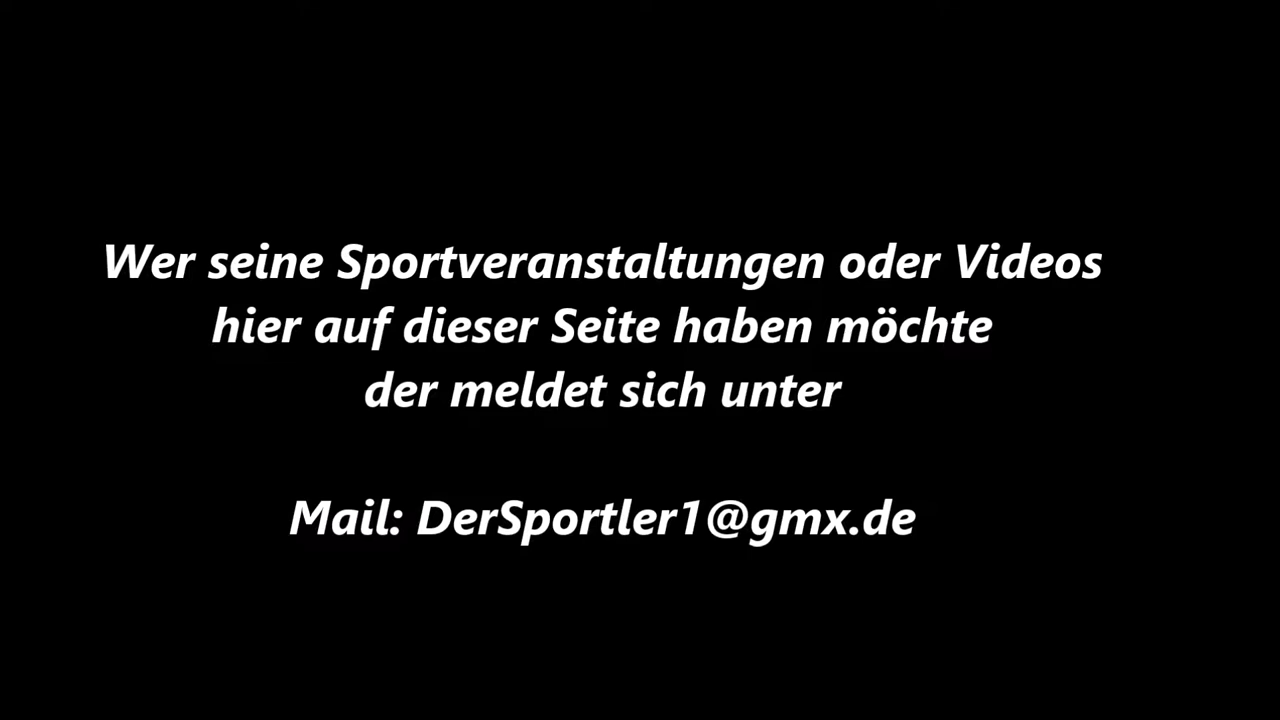 Wer seine Sportveranstaltungen oder Videos
hier auf dieser Seite haben möchte
der meldet sich unter
Mail: DerSportler1@gmx.de